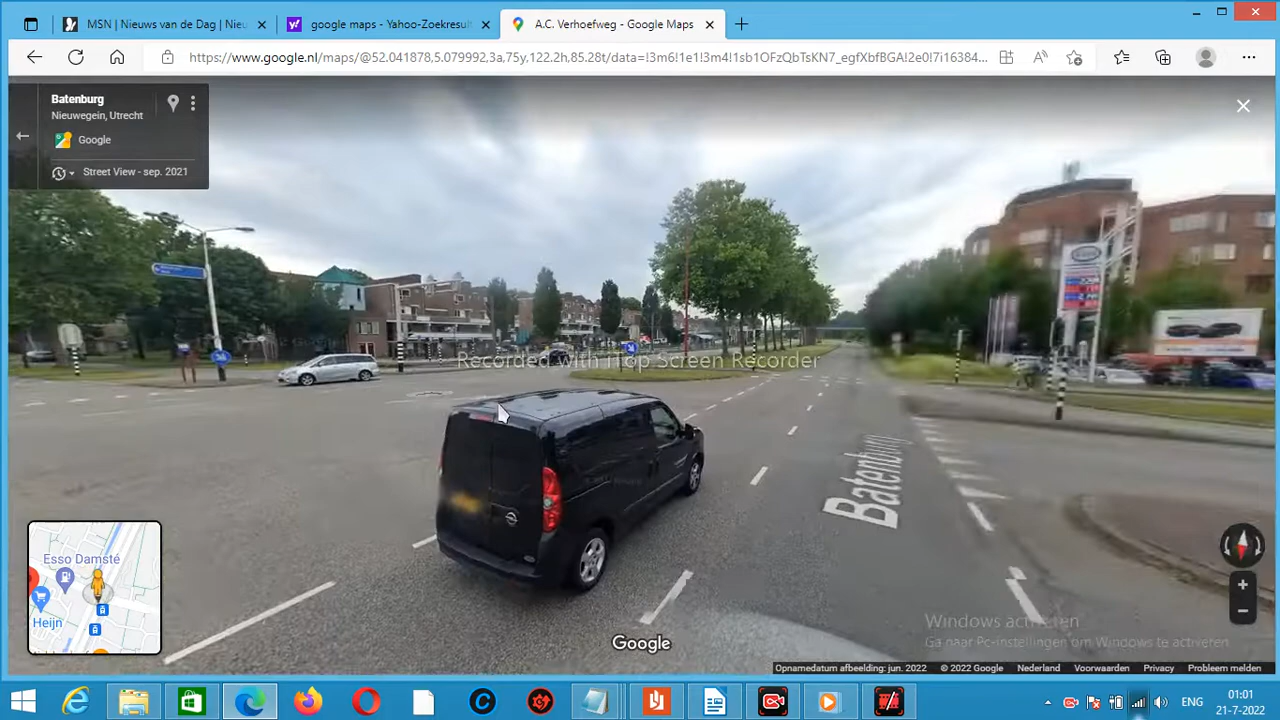 MSN | Nieuws van de Dag | Nieu
google maps - Yahoo-Zoekresult
A.C. Verhoefweg - Google Maps
https://www.google.nl/maps/@52.041878,5.079992,3a,75y,122.2h,85.28t/data=!3m6!1e1!3m4!1sb1OFzQbTsKN7_egfXbfBGA!2e0!7i16384...
Batenburg
Nieuwegein, Utrecht
Google
Street View - sep. 2021
Recorded with iTop Screen Recorder
Batenburg
Esso Damsté
Heijn
Google
Windows activeren
Ga naar Pc-instellingen om Windows te activeren
Opnamedatum afbeelding: jun. 2022 © 2022 Google Nederland Voorwaarden Privacy Probleem melden
ENG
01:01
21-7-2022